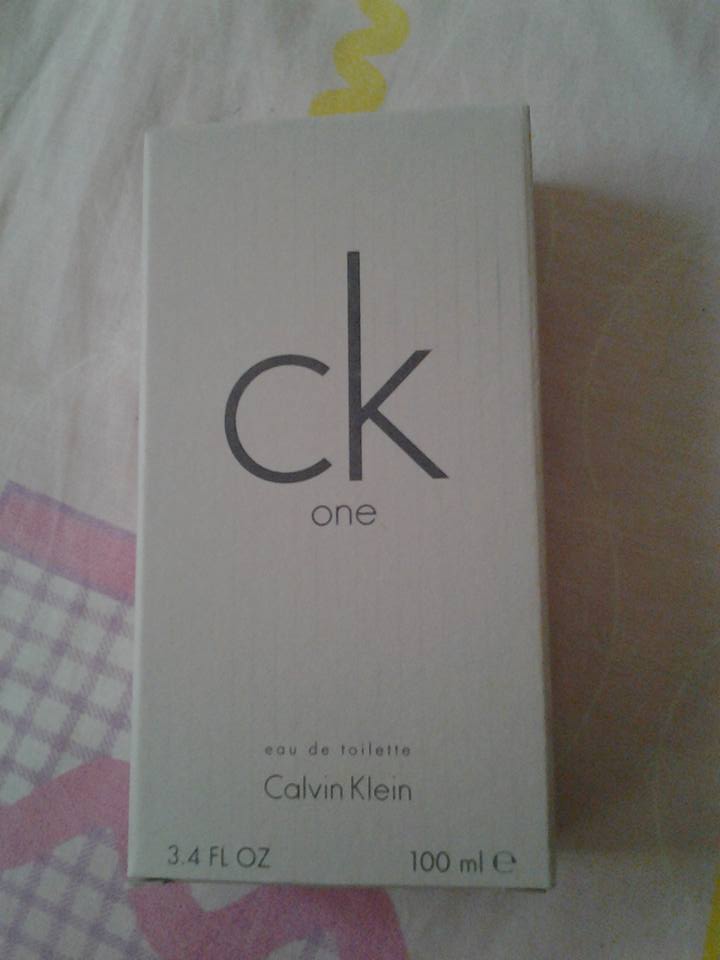 ck
one
eau de toilette
Calvin Klein
3.4 FL OZ 100 ml ℮